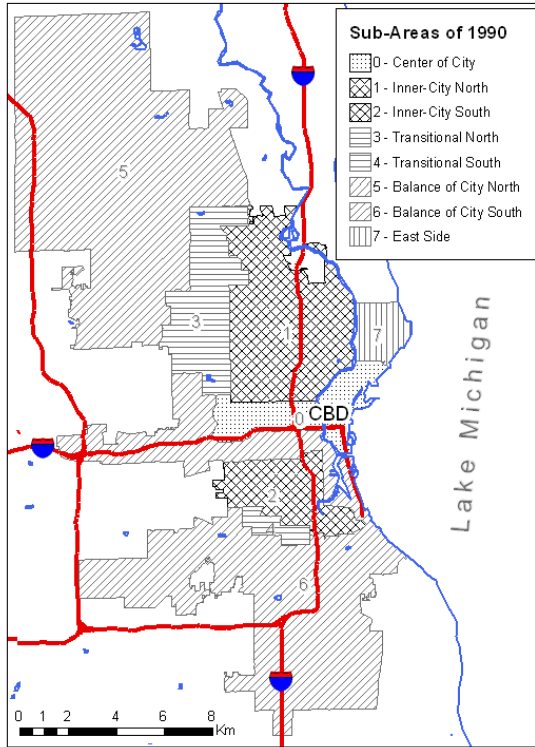 Sub-Areas of 1990
0 - Center of City
1 - Inner-City North
2 - Inner-City South
3 - Transitional North
4 - Transitional South
5 - Balance of City North
6 - Balance of City South
7 - East Side
5
3
1
7
CBD
0
2
6
Lake Michigan
0 1 2 4 6 8
Km